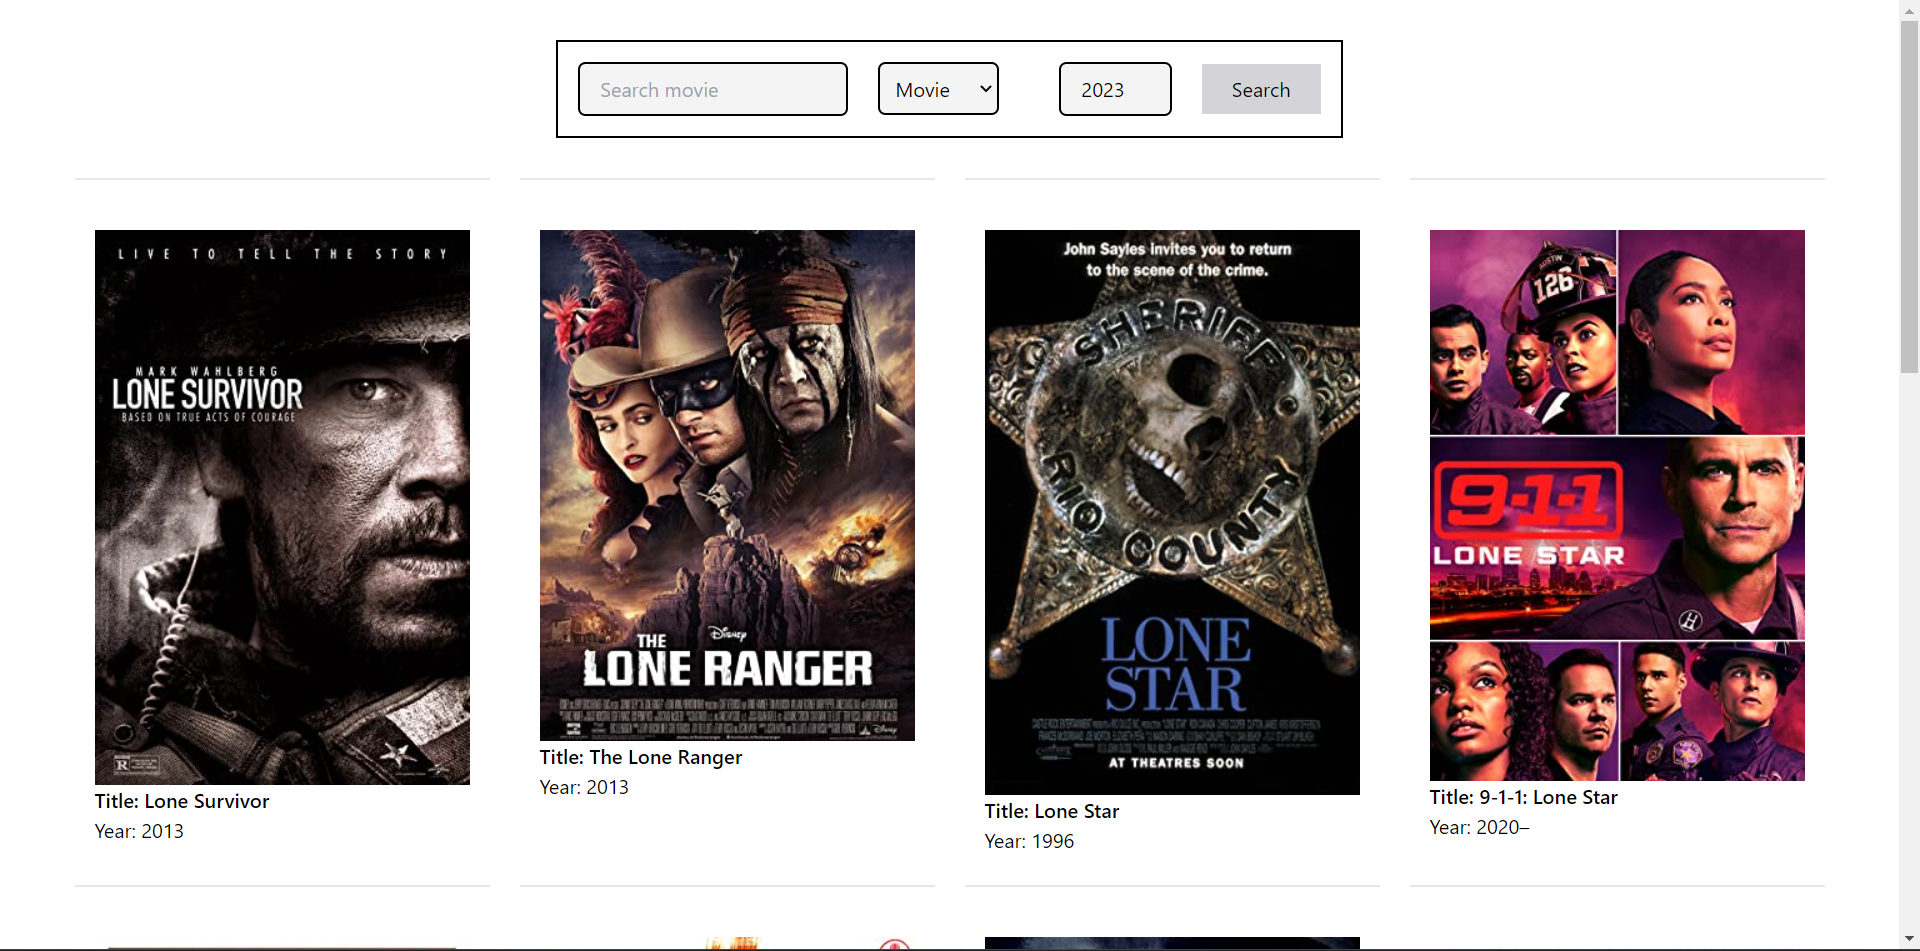 Search movie
Movie
2023
Search
LIVE TO TELL THE STORY
MARK WAHLBERG
LONE SURVIVOR
BASED ON TRUE ACTS OF COURAGE
R
Title: Lone Survivor
Year: 2013
Disney
THE
LONE RANGER
Disney
Title: The Lone Ranger
Year: 2013
John Sayles invites you to return
to the scene of the crime.
SHERIFF
RIO COUNTY
LONE
STAR
AT THEATRES SOON
Title: Lone Star
Year: 1996
AUSTIN
126
9-1-1
LONE STAR
Title: 9-1-1: Lone Star
Year: 2020–